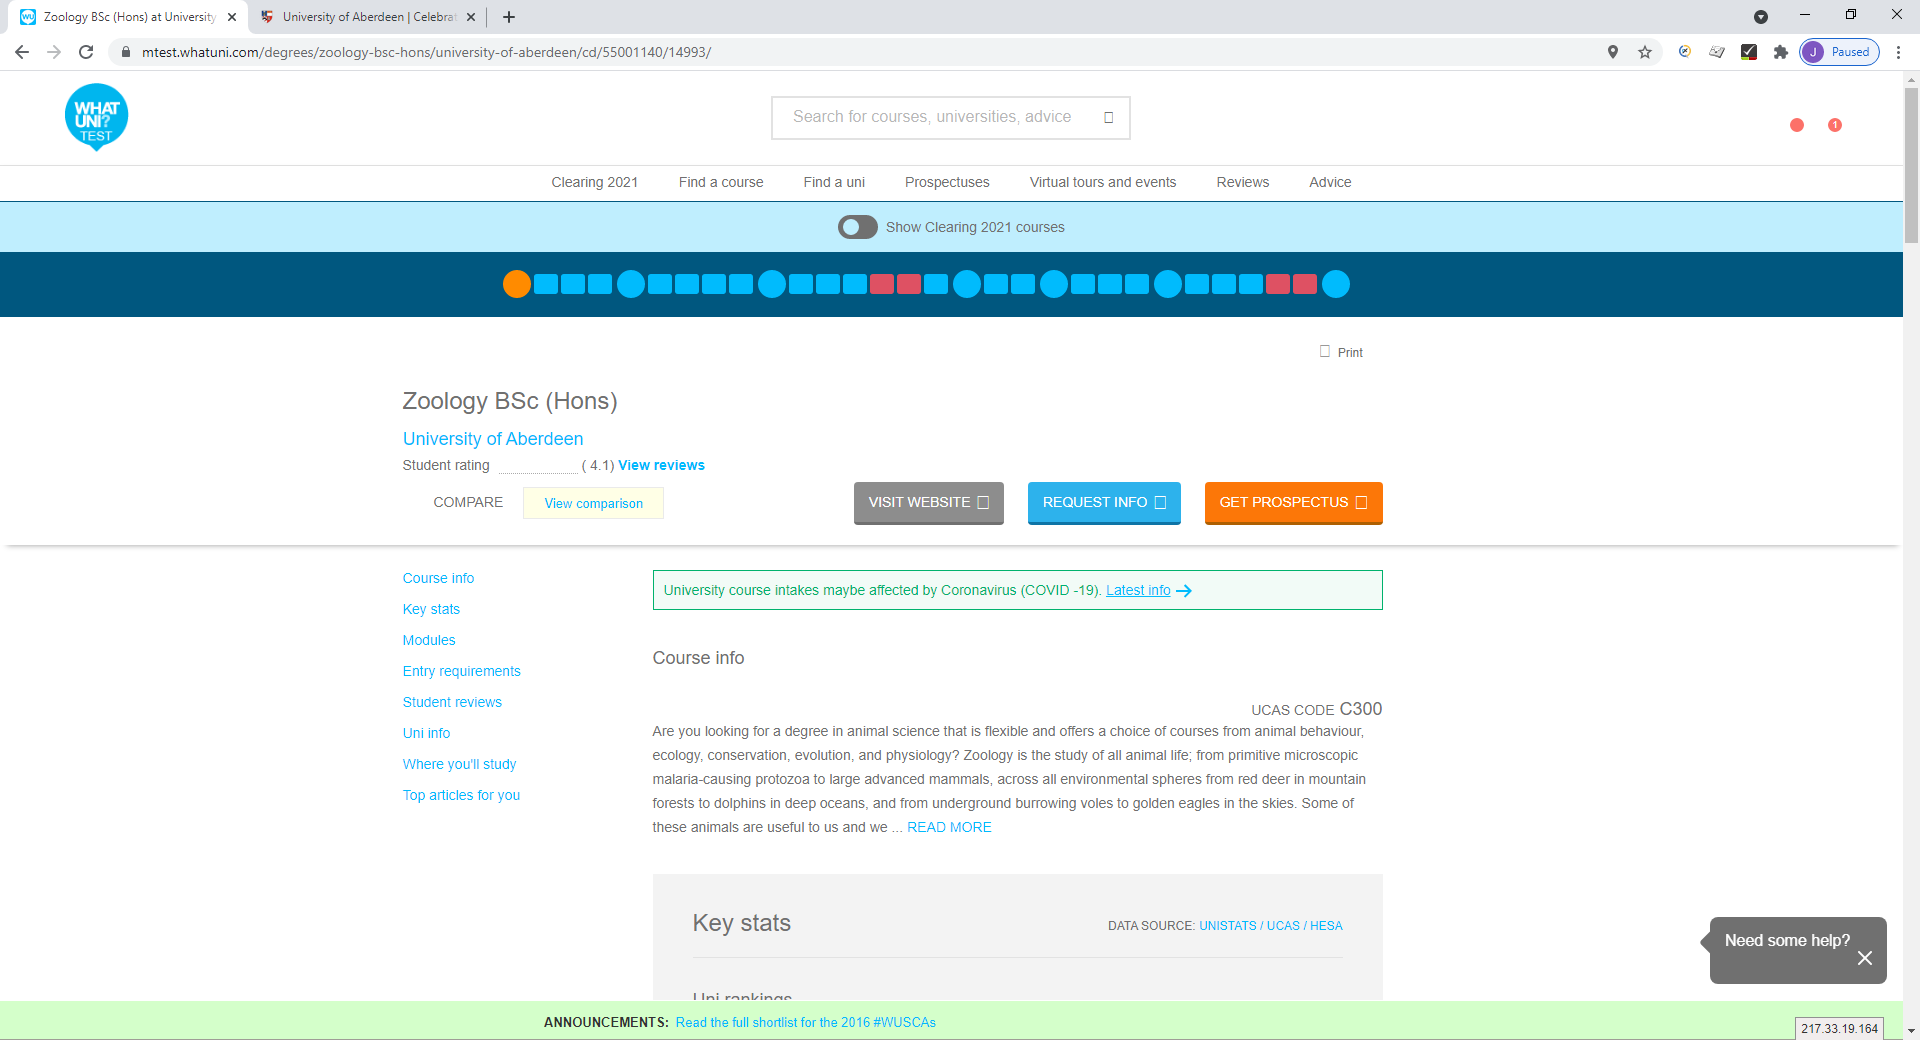 Zoology BSc (Hons) at University
University of Aberdeen | Celebrat
mtest.whatuni.com/degrees/zoology-bsc-hons/university-of-aberdeen/cd/55001140/14993/
J Paused
WHAT
UNI?
TEST
Search for courses, universities, advice
1
Clearing 2021 Find a course Find a uni Prospectuses Virtual tours and events Reviews Advice
Show Clearing 2021 courses
Print
Zoology BSc (Hons)
University of Aberdeen
Student rating ( 4.1) View reviews
COMPARE View comparison VISIT WEBSITE REQUEST INFO GET PROSPECTUS
Course info
Key stats
Modules
Entry requirements
Student reviews
Uni info
Where you'll study
Top articles for you
University course intakes maybe affected by Coronavirus (COVID -19). Latest info
Course info
UCAS CODE C300
Are you looking for a degree in animal science that is flexible and offers a choice of courses from animal behaviour,
ecology, conservation, evolution, and physiology? Zoology is the study of all animal life; from primitive microscopic
malaria-causing protozoa to large advanced mammals, across all environmental spheres from red deer in mountain
forests to dolphins in deep oceans, and from underground burrowing voles to golden eagles in the skies. Some of
these animals are useful to us and we ... READ MORE
Key stats
DATA SOURCE: UNISTATS / UCAS / HESA
Uni rankings
Need some help?
ANNOUNCEMENTS: Read the full shortlist for the 2016 #WUSCAs
217.33.19.164